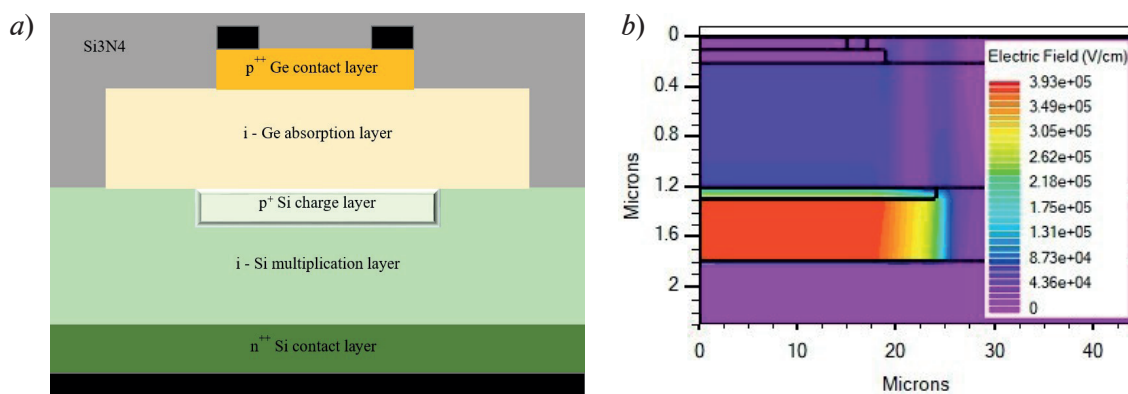 a)
Si3N4
p++ Ge contact layer
i - Ge absorption layer
p+ Si charge layer
i - Si multiplication layer
n++ Si contact layer
b)
Electric Field (V/cm)
3.93e+05
3.49e+05
3.05e+05
2.62e+05
2.18e+05
1.75e+05
1.31e+05
8.73e+04
4.36e+04
0
Microns
0
0.4
0.8
1.2
1.6
2
0 10 20 30 40
Microns